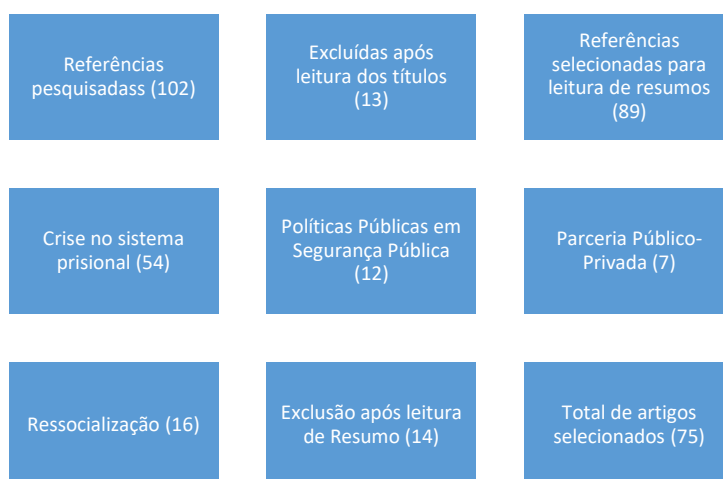 Referências
pesquisadass (102)
Excluídas após
leitura dos títulos
(13)
Referências
selecionadas para
leitura de resumos
(89)
Crise no sistema
prisional (54)
Políticas Públicas em
Segurança Pública
(12)
Parceria Público-
Privada (7)
Ressocialização (16)
Exclusão após leitura
de Resumo (14)
Total de artigos
selecionados (75)